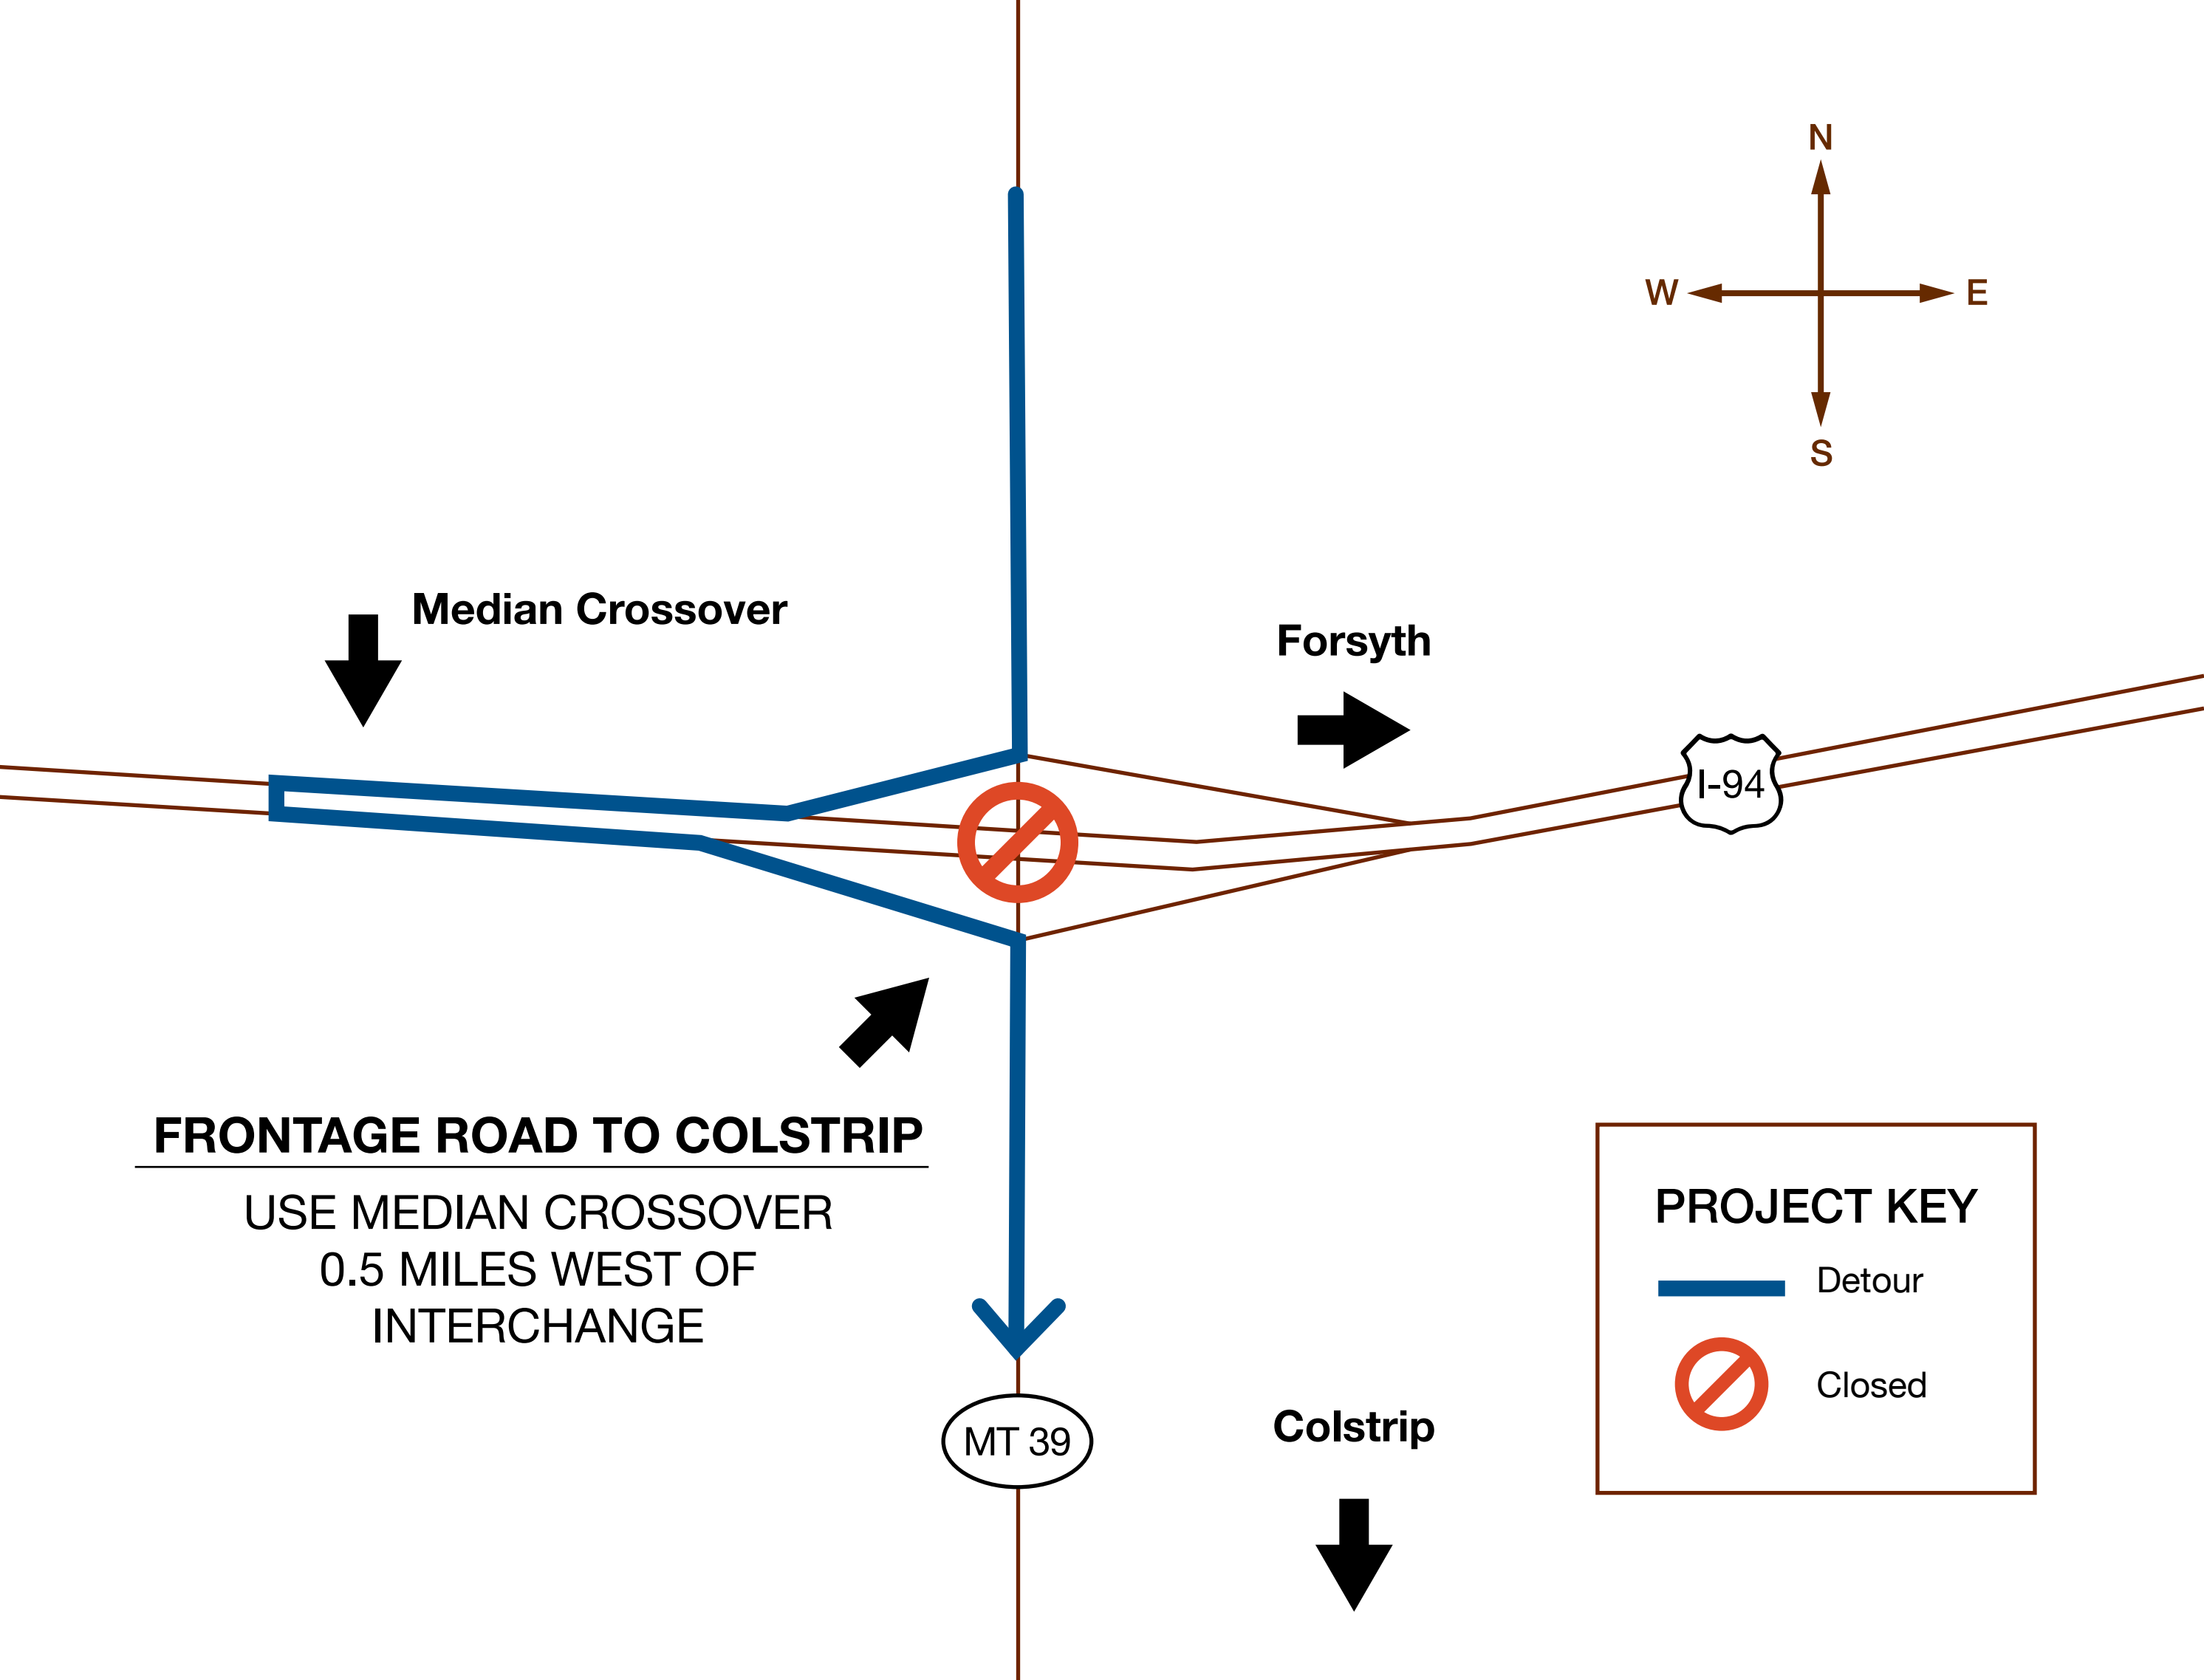 N
W
E
S
Median Crossover
Forsyth
I-94
FRONTAGE ROAD TO COLSTRIP
USE MEDIAN CROSSOVER
0.5 MILES WEST OF
INTERCHANGE
PROJECT KEY
Detour
Closed
MT 39
Colstrip